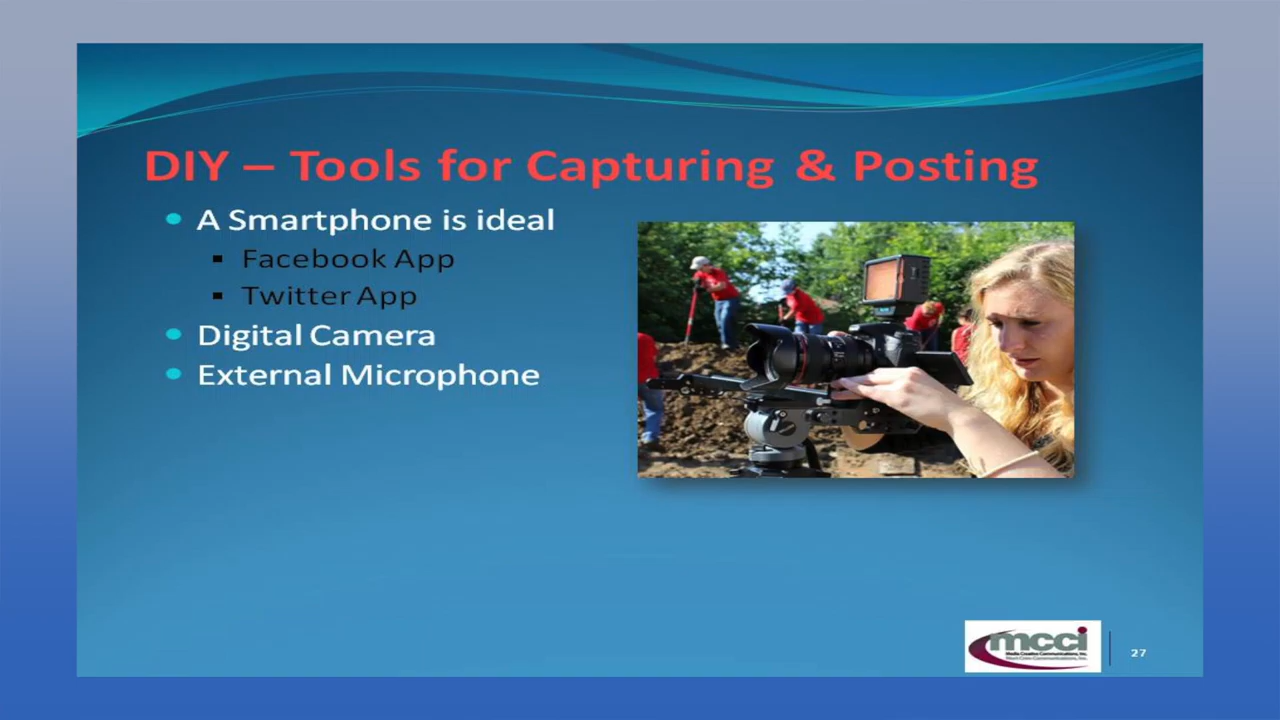 DIY – Tools for Capturing & Posting
A Smartphone is ideal
Facebook App
Twitter App
Digital Camera
External Microphone
mcci
27